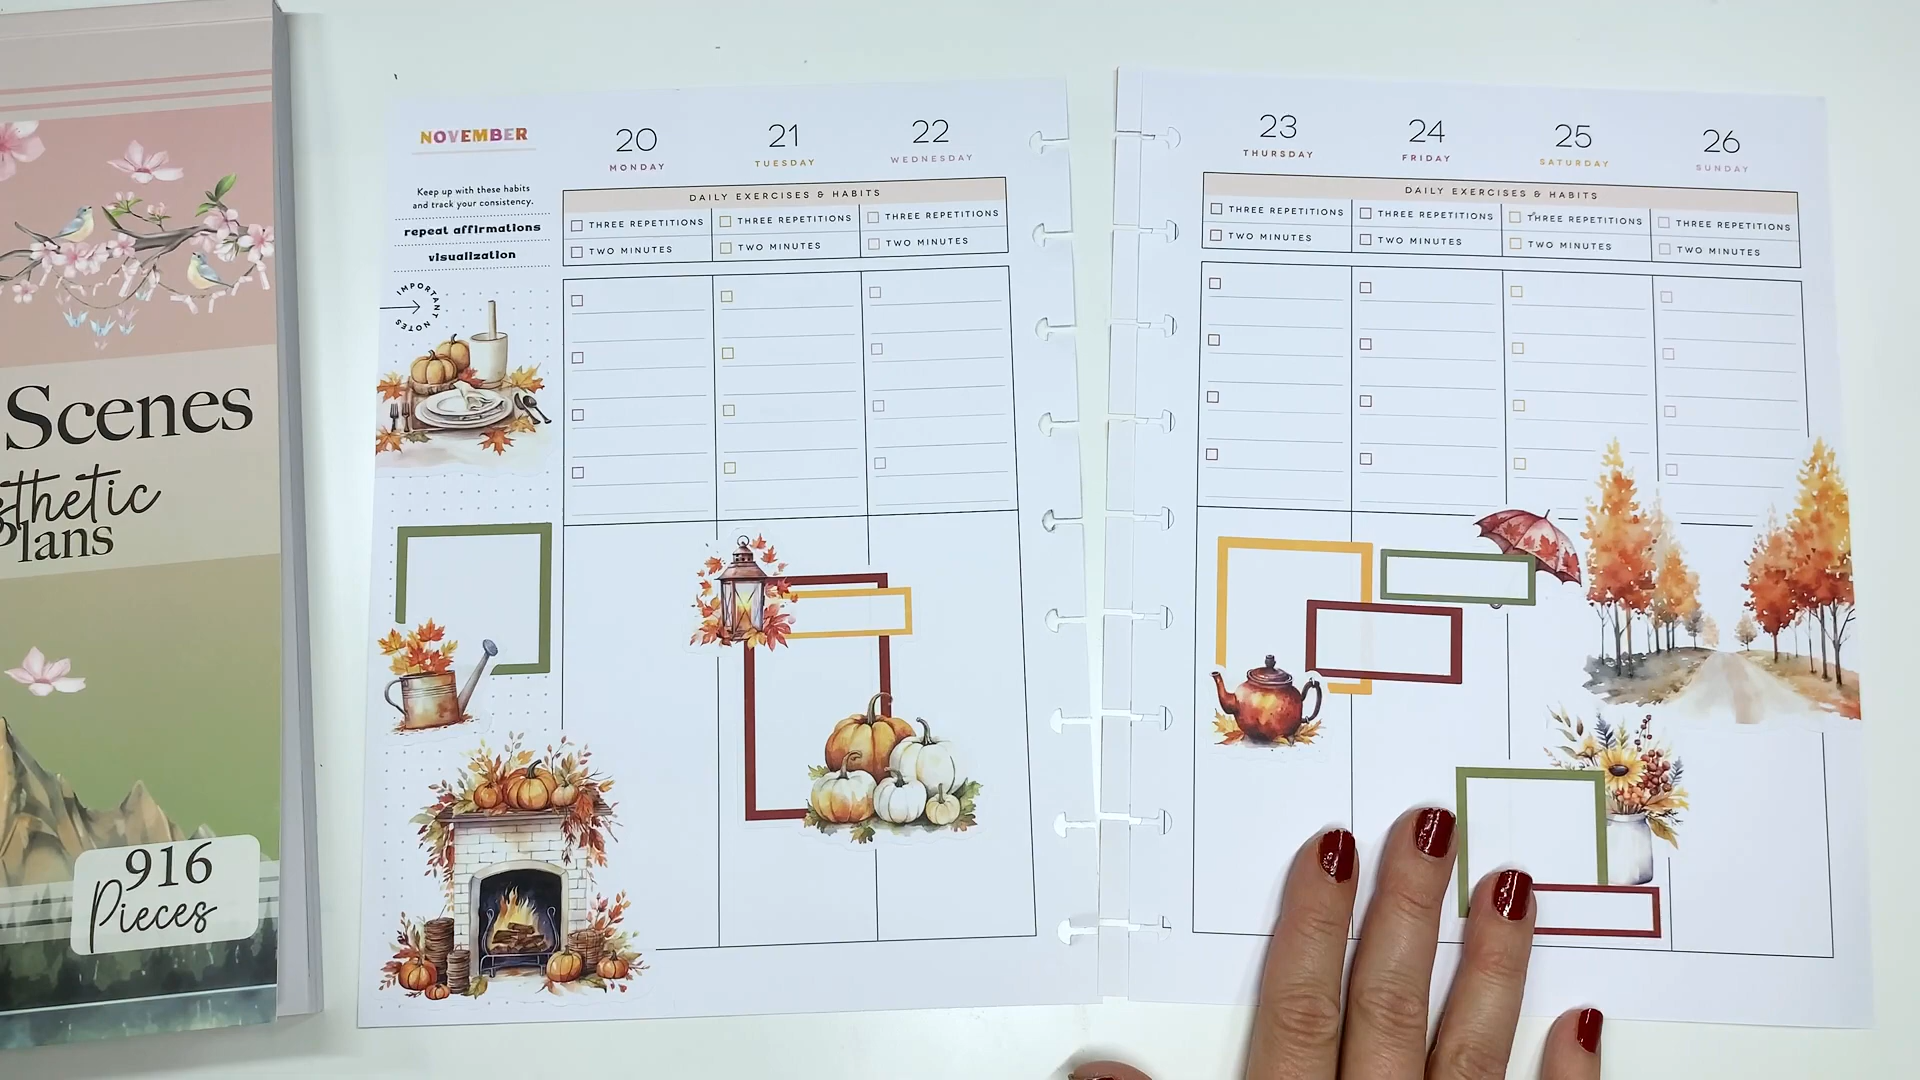 Scenes
sthetic
Plans
916
Pieces
NOVEMBER
Keep up with these habits
and track your consistency.
repeat affirmations
visualization
IMPORTANT NOTES
20
MONDAY
21
TUESDAY
22
WEDNESDAY
DAILY EXERCISES & HABITS
THREE REPETITIONS THREE REPETITIONS THREE REPETITIONS
TWO MINUTES TWO MINUTES TWO MINUTES
23
THURSDAY
24
FRIDAY
25
SATURDAY
26
SUNDAY
DAILY EXERCISES & HABITS
THREE REPETITIONS THREE REPETITIONS THREE REPETITIONS THREE REPETITIONS
TWO MINUTES TWO MINUTES TWO MINUTES TWO MINUTES